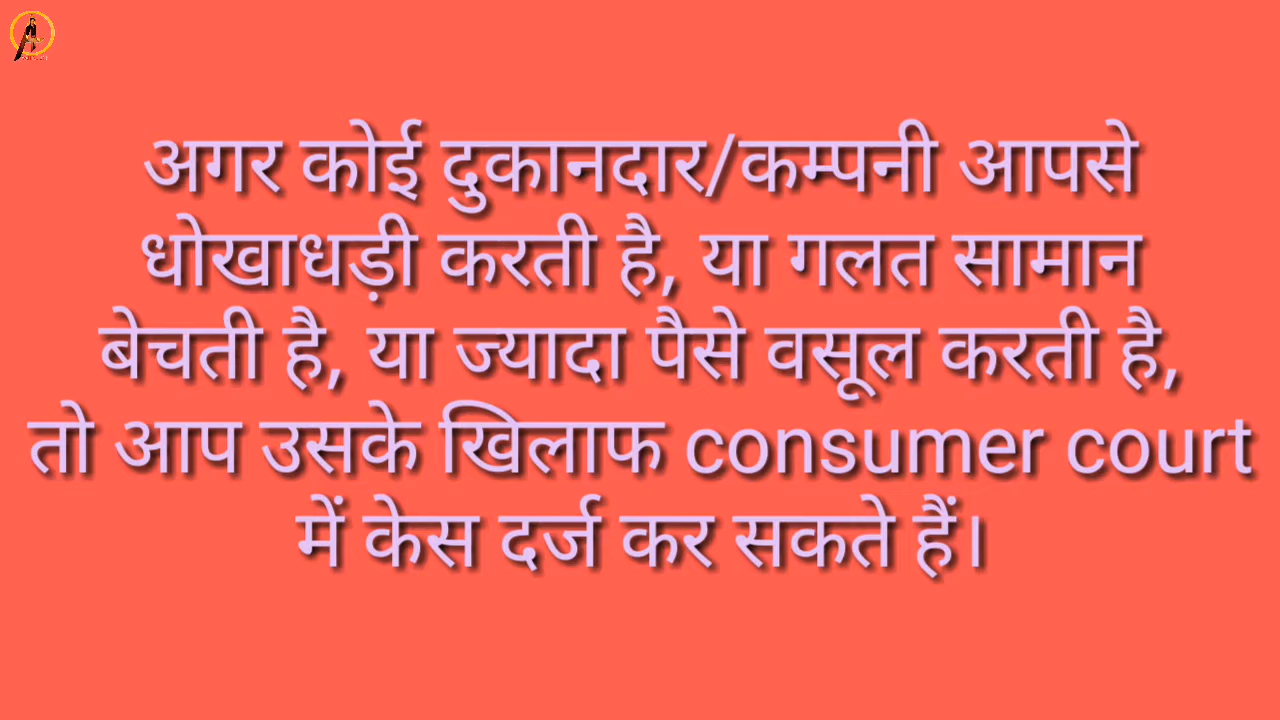 अगर कोई दुकानदार/कम्पनी आपसे
धोखाधड़ी करती है, या गलत सामान
बेचती है, या ज्यादा पैसे वसूल करती है,
तो आप उसके खिलाफ consumer court
में केस दर्ज कर सकते हैं।